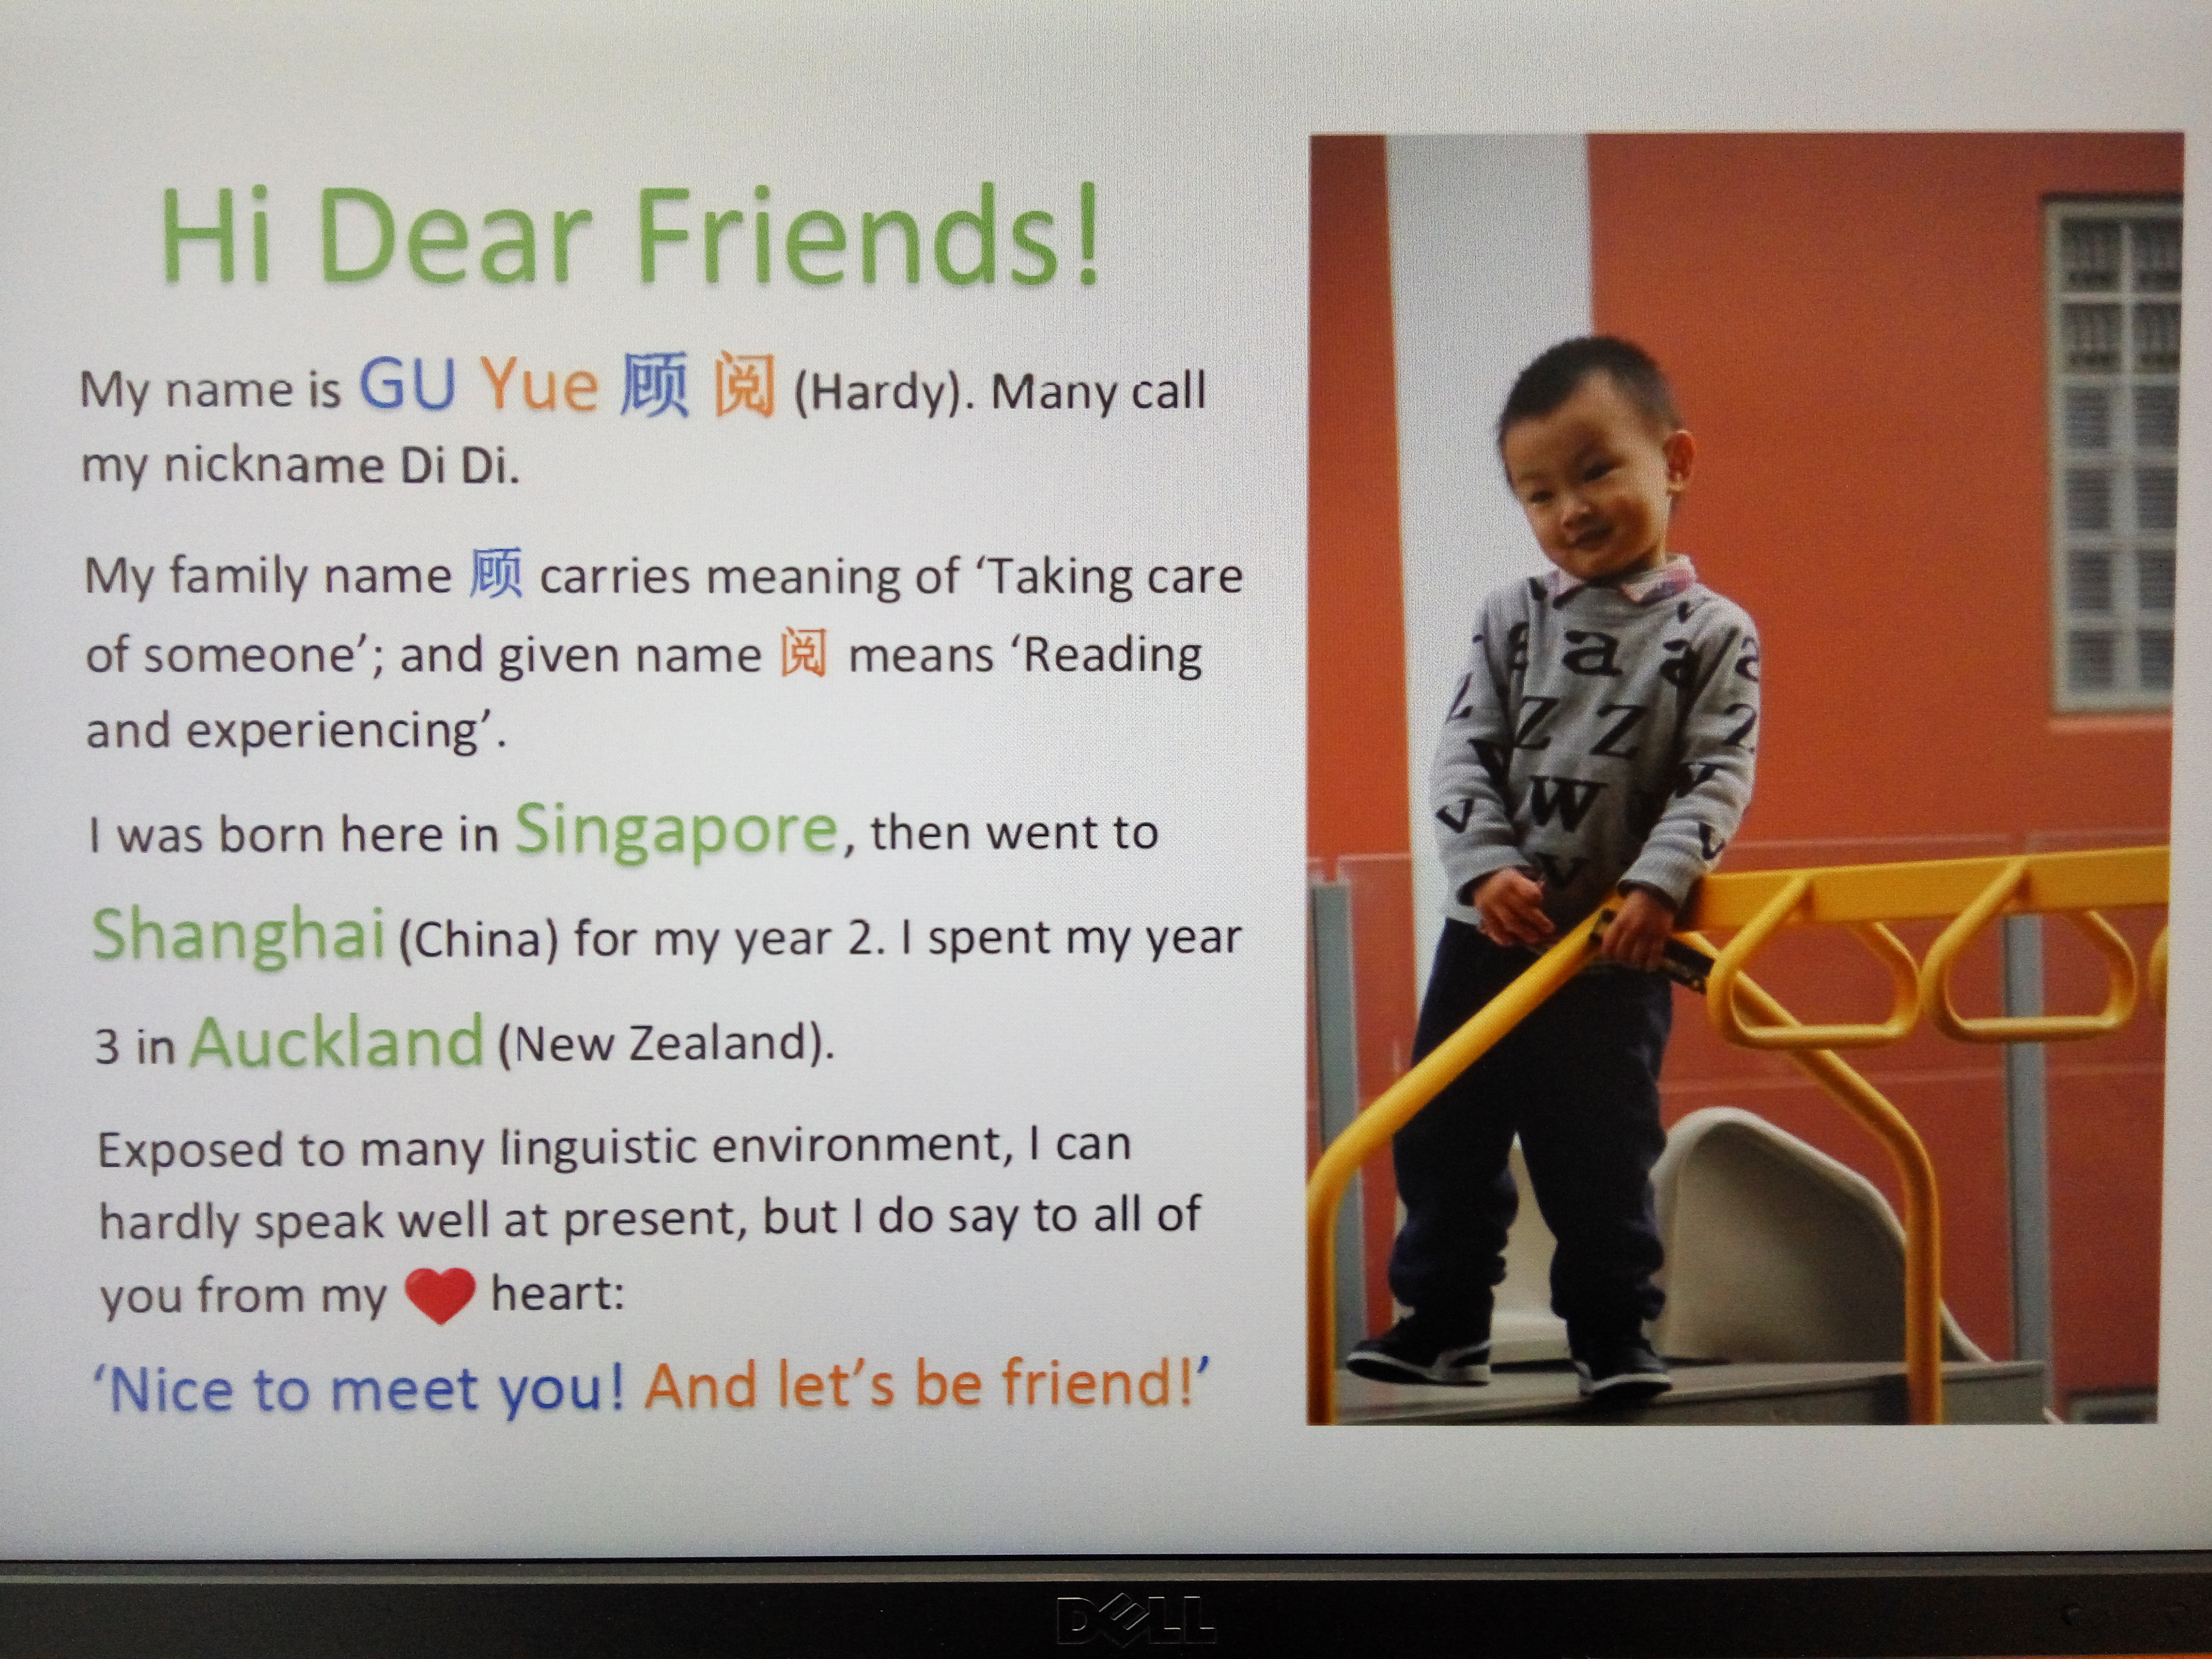 Hi Dear Friends!
My name is GU Yue 顾 阅 (Hardy). Many call
my nickname Di Di.
My family name 顾 carries meaning of ‘Taking care
of someone’; and given name 阅 means ‘Reading
and experiencing’.
I was born here in Singapore, then went to
Shanghai (China) for my year 2. I spent my year
3 in Auckland (New Zealand).
Exposed to many linguistic environment, I can
hardly speak well at present, but I do say to all of
you from my ❤ heart:
‘Nice to meet you! And let’s be friend!’
a a a a
z z z 2
v w v
v v v
DELL